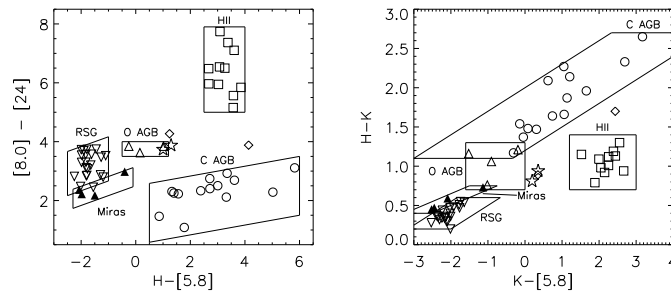 8
6
4
2
[8.0] - [24]
-2
0
2
4
6
H-[5.8]
HII
RSG
O AGB
C AGB
Miras
3.0
2.5
2.0
1.5
1.0
0.5
0.0
H-K
-3
-2
-1
0
1
2
3
4
K-[5.8]
C AGB
HII
O AGB
Miras
RSG